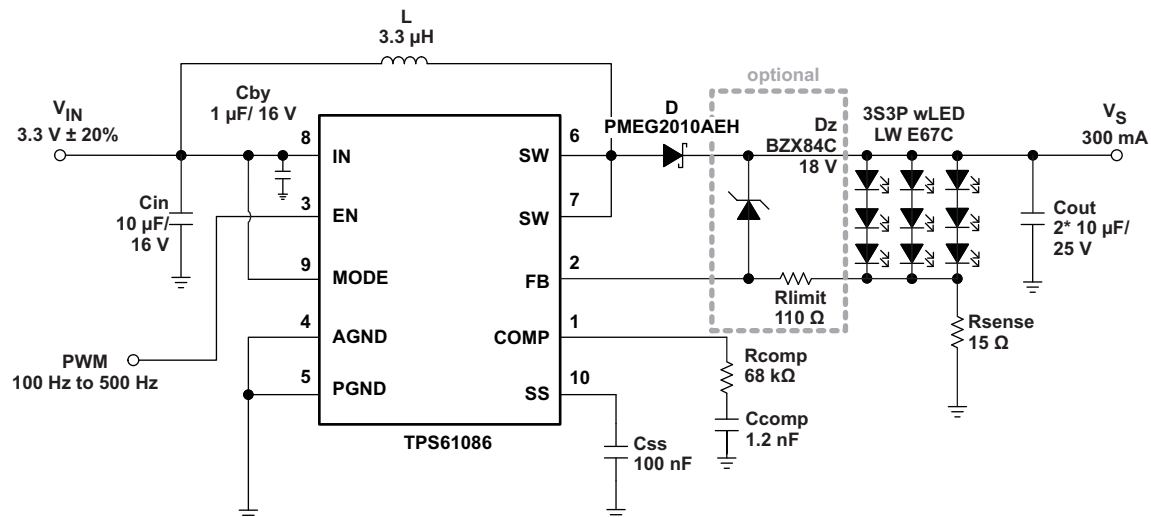 L
3.3 µH
optional
Cby
1 µF/ 16 V
VIN
3.3 V ± 20%
D
PMEG2010AEH
Dz
BZX84C
18 V
3S3P wLED
LW E67C
VS
300 mA
8
IN
6
SW
Cin
10 µF/
16 V
3
EN
7
SW
Cout
2* 10 µF/
25 V
9
MODE
2
FB
Rlimit
110 Ω
4
AGND
1
COMP
Rsense
15 Ω
PWM
100 Hz to 500 Hz
5
PGND
10
SS
Rcomp
68 kΩ
Ccomp
1.2 nF
TPS61086
Css
100 nF